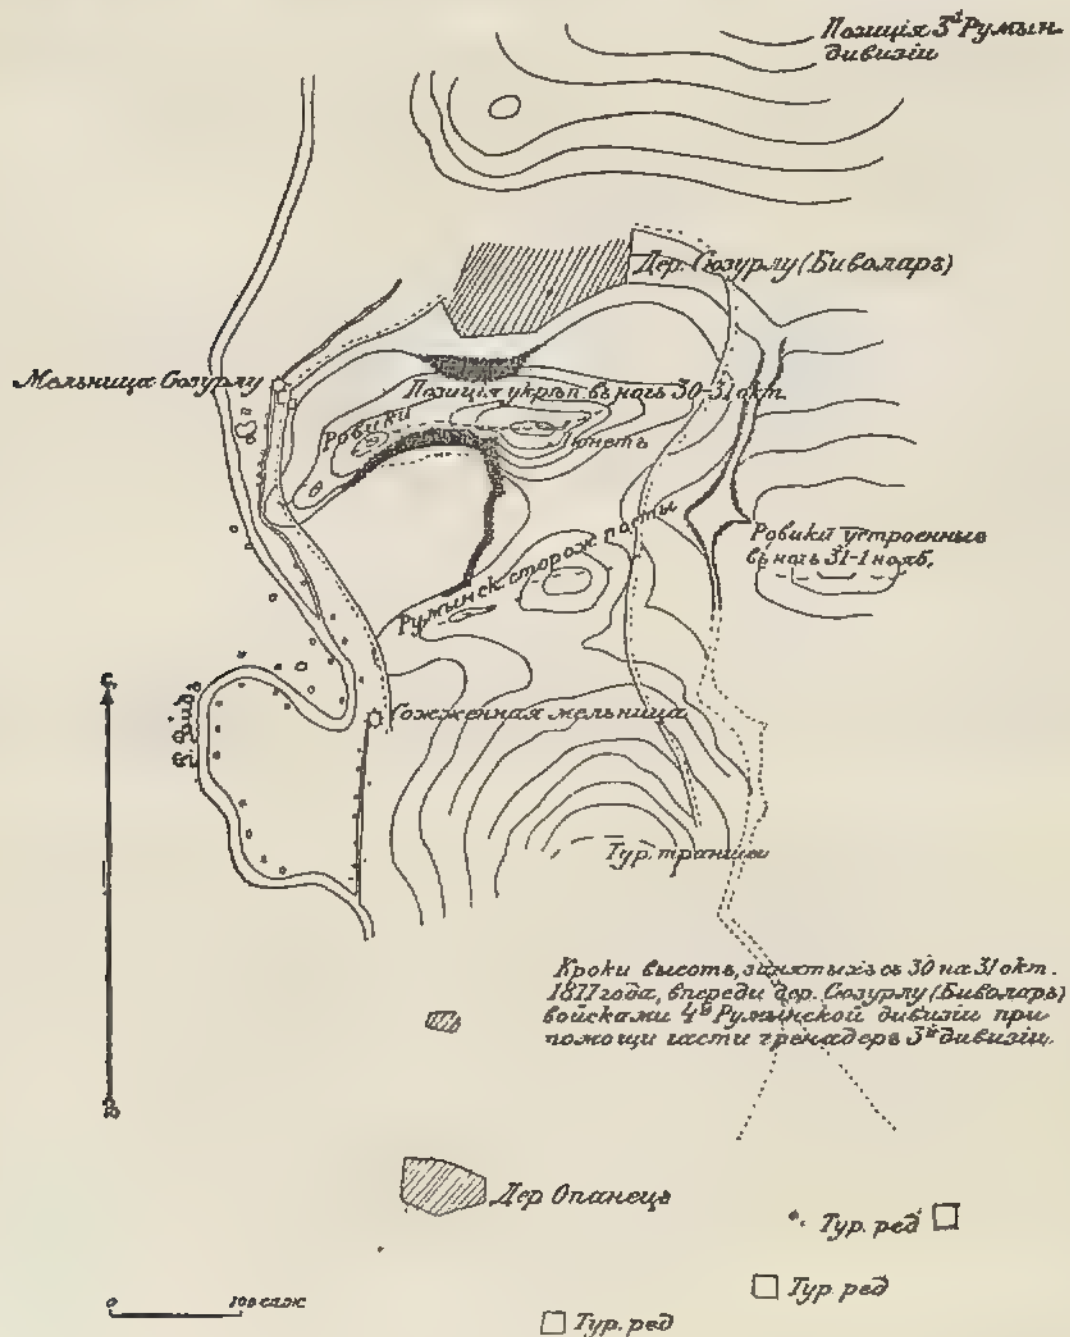 Позиція 3й Румын.
дивизіи
Дер. Сюзурлу (Биволаръ)
Мельница Сюзурлу
Позиція укрѣп. въ ночь 30-31 окт.
Ровики
Люнетъ
Румынск. сторож. посты
Ровики устроенные
въ ночь 31-1 нояб.
С.
р. Видъ
Сожженная мельница
Тур. траншеи
Кроки высотъ, занятыхъ съ 30 на 31 окт.
1877 года, впереди дер. Сюзурлу (Биволаръ)
войсками 4й Румынской дивизіи при
помощи части гренадеръ 3й дивизіи.
Ю
Дер Опанецъ
Тур. ред
Тур. ред
Тур. ред
0 100 саж